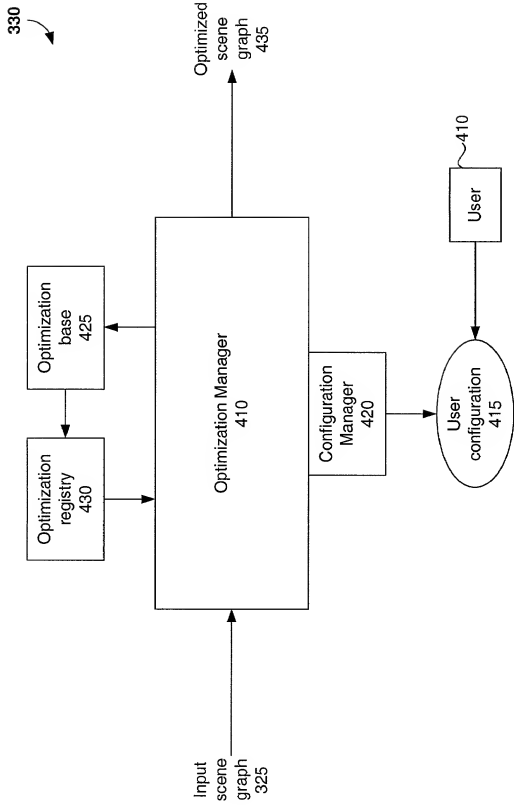 330
Optimization
base
425
Optimization
registry
430
Optimized
scene
graph
435
Optimization Manager
410
Input
scene
graph 325
Configuration
Manager
420
User
410
User
configuration
415